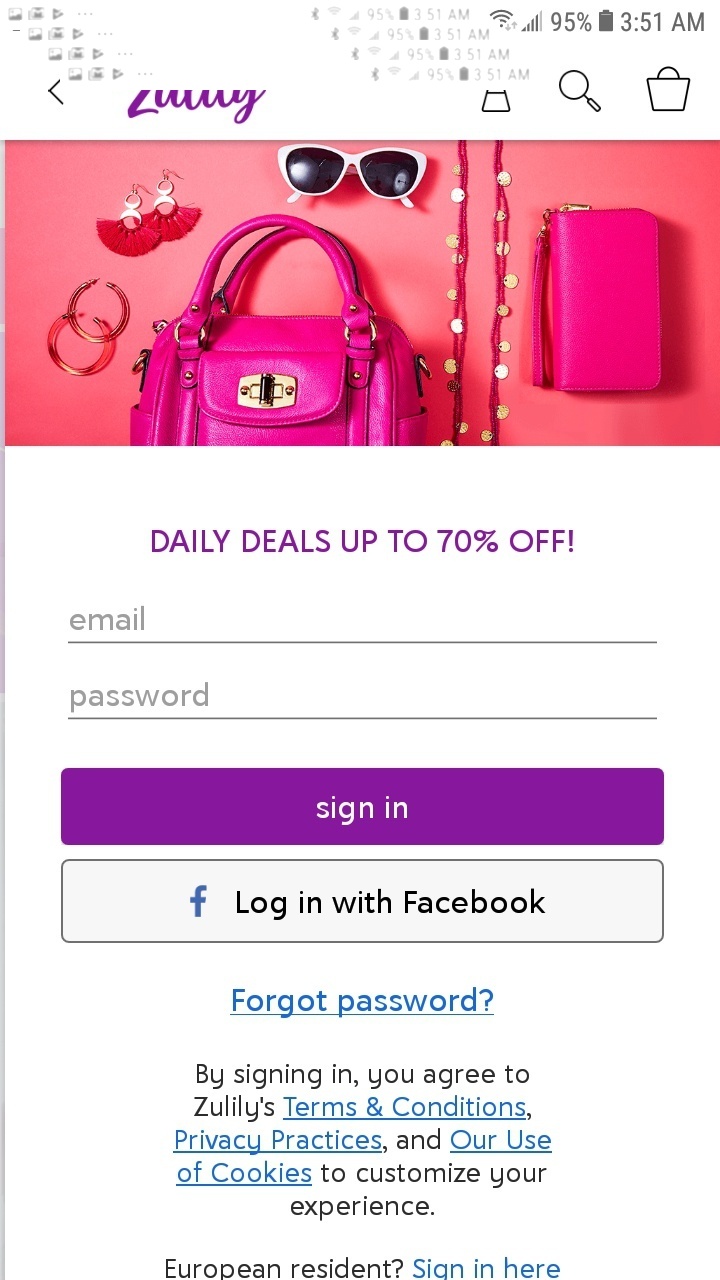 95% 3:51 AM
95% 3:51 AM
95% 3:51 AM
95% 3:51 AM
95% 3:51 AM
zulily
DAILY DEALS UP TO 70% OFF!
email
password
sign in
f Log in with Facebook
Forgot password?
By signing in, you agree to
Zulily's Terms & Conditions,
Privacy Practices, and Our Use
of Cookies to customize your
experience.
European resident? Sign in here